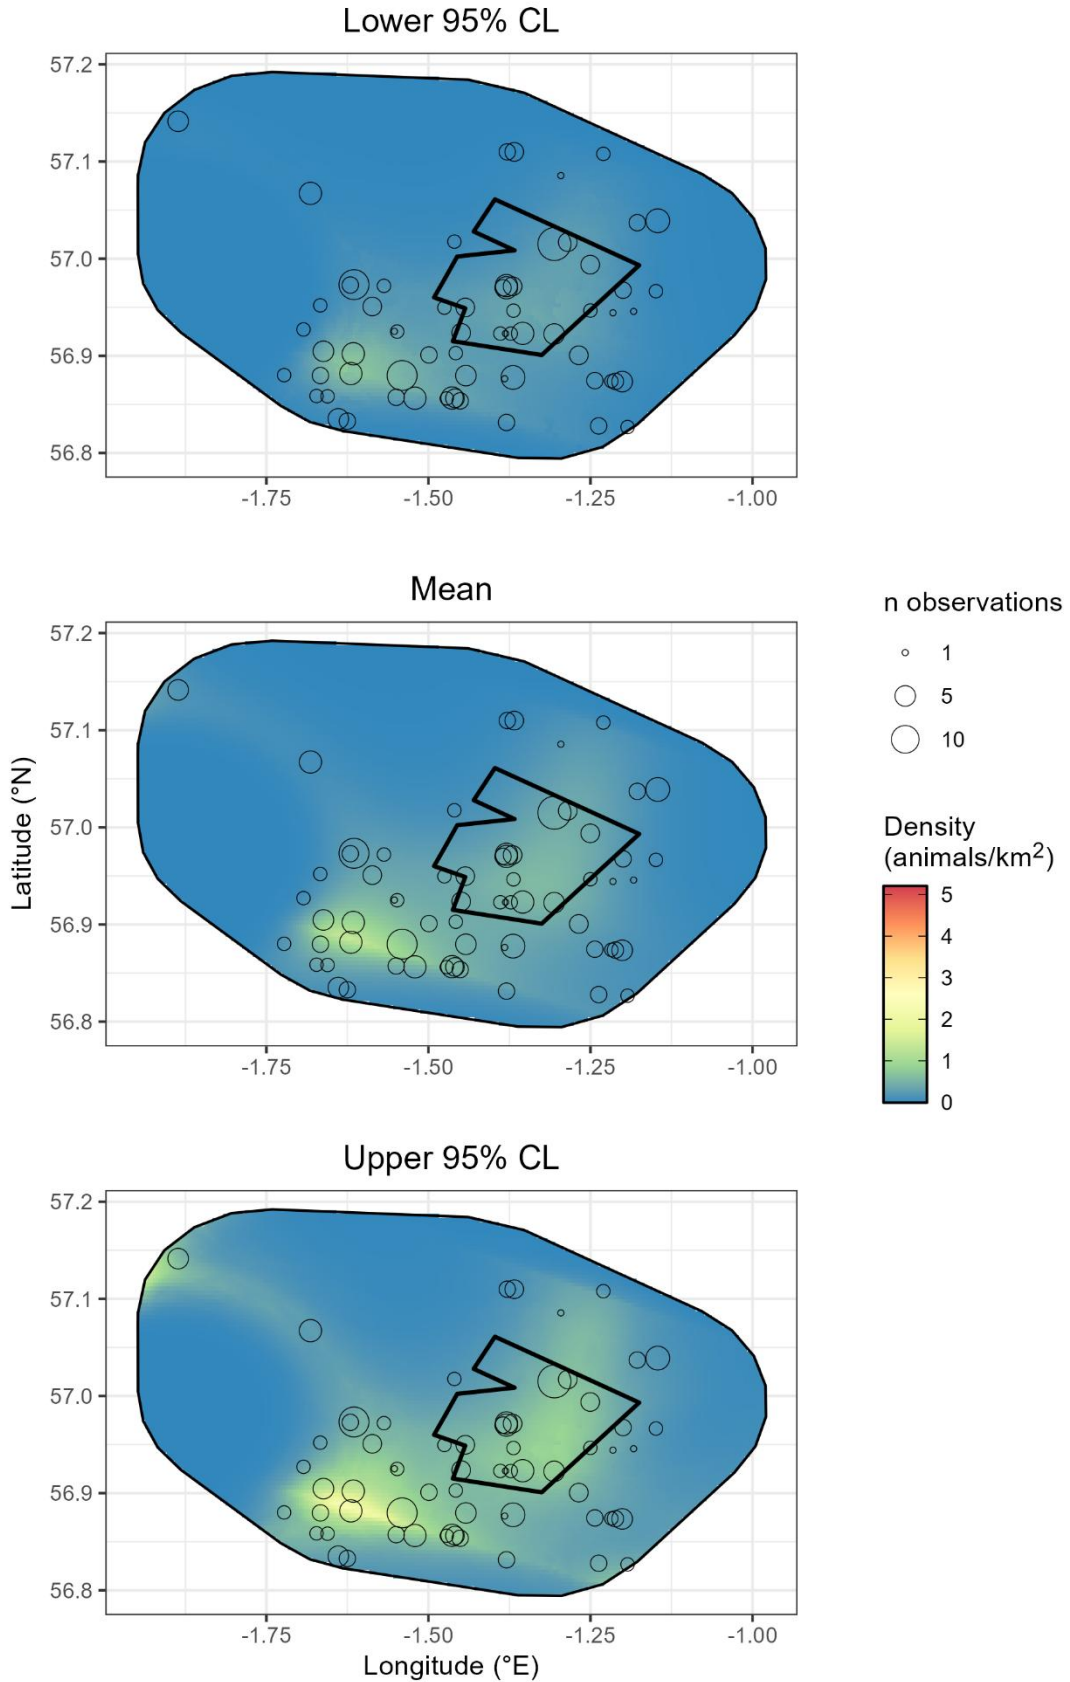 Lower 95% CL
57.2
57.1
57.0
56.9
56.8
-1.75 -1.50 -1.25 -1.00
Mean
57.2
57.1
57.0
56.9
56.8
-1.75 -1.50 -1.25 -1.00
Latitude (°N)
n observations
1
5
10
Density
(animals/km²)
5
4
3
2
1
0
Upper 95% CL
57.2
57.1
57.0
56.9
56.8
-1.75 -1.50 -1.25 -1.00
Longitude (°E)